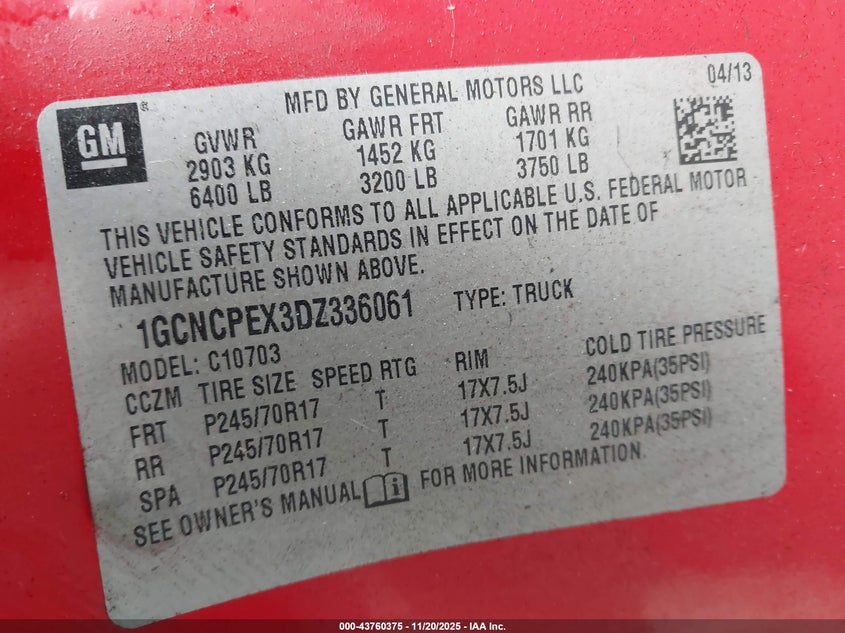 GM
®
MFD BY GENERAL MOTORS LLC
04/13
GVWR GAWR FRT GAWR RR
2903 KG 1452 KG 1701 KG
6400 LB 3200 LB 3750 LB
THIS VEHICLE CONFORMS TO ALL APPLICABLE U.S. FEDERAL MOTOR
VEHICLE SAFETY STANDARDS IN EFFECT ON THE DATE OF
MANUFACTURE SHOWN ABOVE.
1GCNCPEX3DZ336061 TYPE: TRUCK
MODEL: C10703
CCZM TIRE SIZE SPEED RTG RIM COLD TIRE PRESSURE
FRT P245/70R17 T 17X7.5J 240KPA(35PSI)
RR P245/70R17 T 17X7.5J 240KPA(35PSI)
SPA P245/70R17 T 17X7.5J 240KPA(35PSI)
SEE OWNER'S MANUAL i FOR MORE INFORMATION.
000-43760375 - 11/20/2025 - IAA Inc.